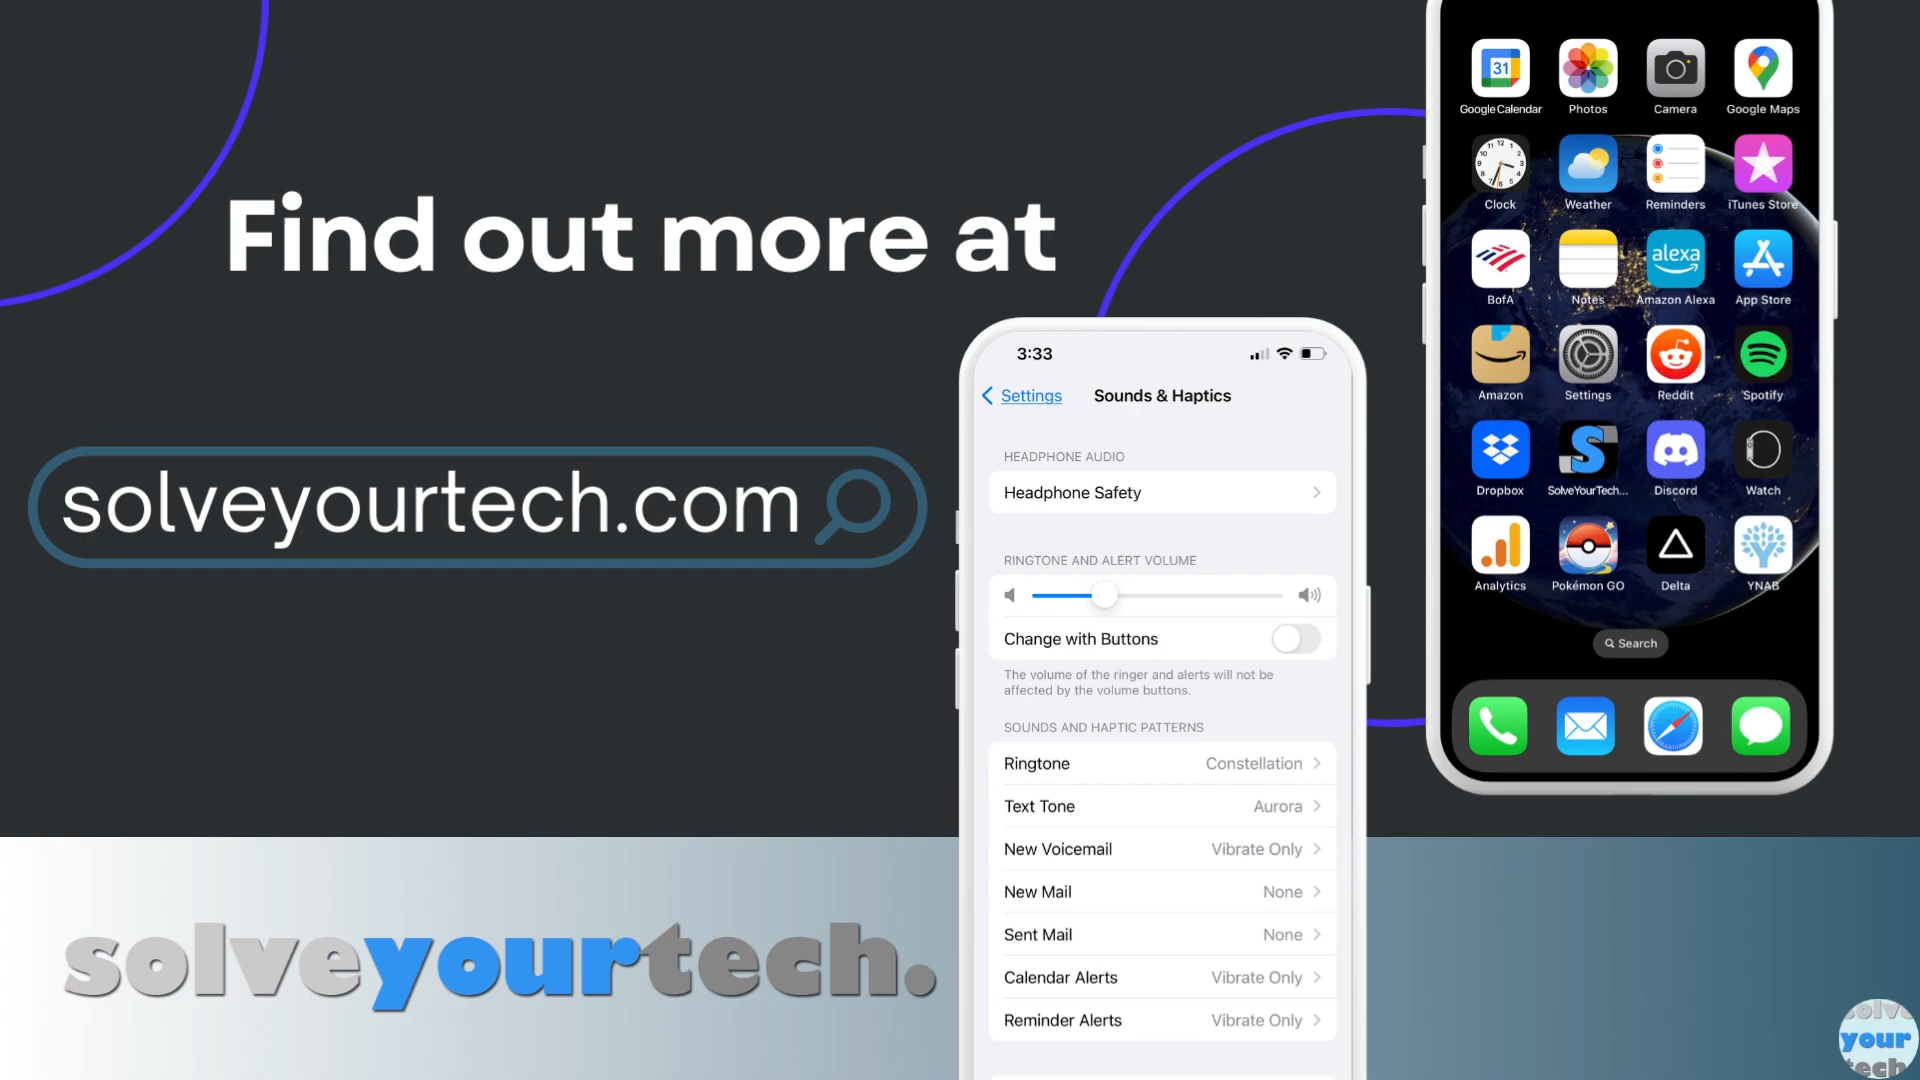 Find out more at
solveyourtech.com
solveyourtech.
3:33
Settings
Sounds & Haptics
HEADPHONE AUDIO
Headphone Safety
RINGTONE AND ALERT VOLUME
Change with Buttons
The volume of the ringer and alerts will not be
affected by the volume buttons.
SOUNDS AND HAPTIC PATTERNS
Ringtone Constellation
Text Tone Aurora
New Voicemail Vibrate Only
New Mail None
Sent Mail None
Calendar Alerts Vibrate Only
Reminder Alerts Vibrate Only
31
Google Calendar Photos Camera Google Maps
Clock Weather Reminders iTunes Store
alexa
BofA Notes Amazon Alexa App Store
Amazon Settings Reddit Spotify
S
Dropbox SolveYourTech... Discord Watch
Analytics Pokémon GO Delta YNAB
Search
solve
your
tech